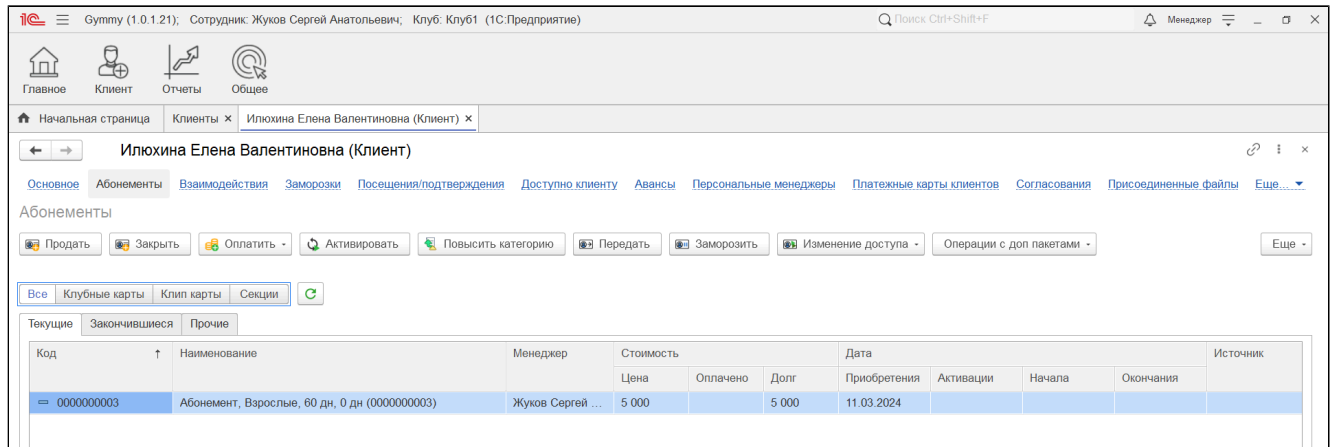 Gymmy (1.0.1.21); Сотрудник: Жуков Сергей Анатольевич; Клуб: Клуб1 (1С:Предприятие) Поиск Ctrl+Shift+F Менеджер
Главное Клиент Отчеты Общее
Начальная страница Клиенты × Илюхина Елена Валентиновна (Клиент) ×
Илюхина Елена Валентиновна (Клиент)
Основное Абонементы Взаимодействия Заморозки Посещения/подтверждения Доступно клиенту Авансы Персональные менеджеры Платежные карты клиентов Согласования Присоединенные файлы Еще...
Абонементы
Продать Закрыть Оплатить Активировать Повысить категорию Передать Заморозить Изменение доступа Операции с доп пакетами Еще
Все Клубные карты Клип карты Секции
Текущие Закончившиеся Прочие
Код ↑ Наименование Менеджер Стоимость Дата Источник
Цена Оплачено Долг Приобретения Активации Начала Окончания
0000000003 Абонемент, Взрослые, 60 дн, 0 дн (0000000003) Жуков Сергей ... 5 000 5 000 11.03.2024